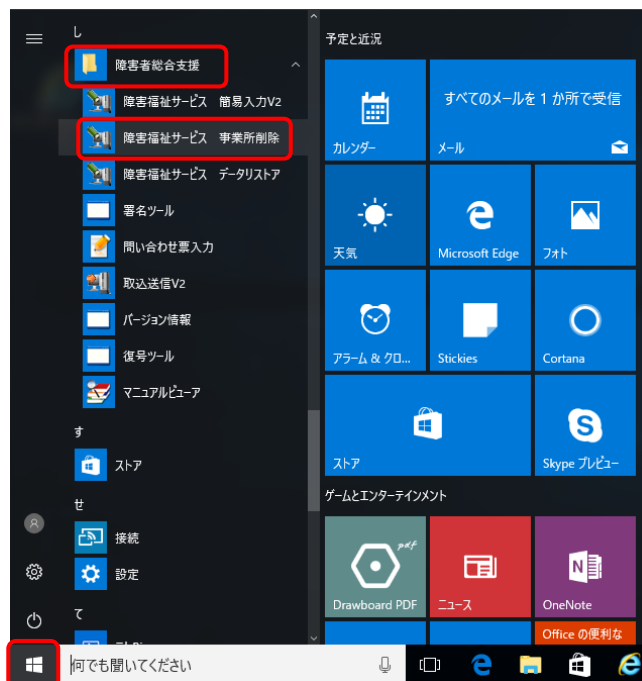 し
障害者総合支援
障害福祉サービス 簡易入力V2
障害福祉サービス 事業所削除
障害福祉サービス データリストア
署名ツール
問い合わせ票入力
取込送信V2
バージョン情報
復号ツール
マニュアルビューア
す
ストア
せ
接続
設定
て
予定と近況
カレンダー
すべてのメールを 1 か所で受信
メール
天気
Microsoft Edge
フォト
アラーム & クロ...
Stickies
Cortana
ストア
Skype プレビュー
ゲームとエンターテインメント
pdf
Drawboard PDF
ニュース
N
OneNote
Office の便利な
何でも聞いてください